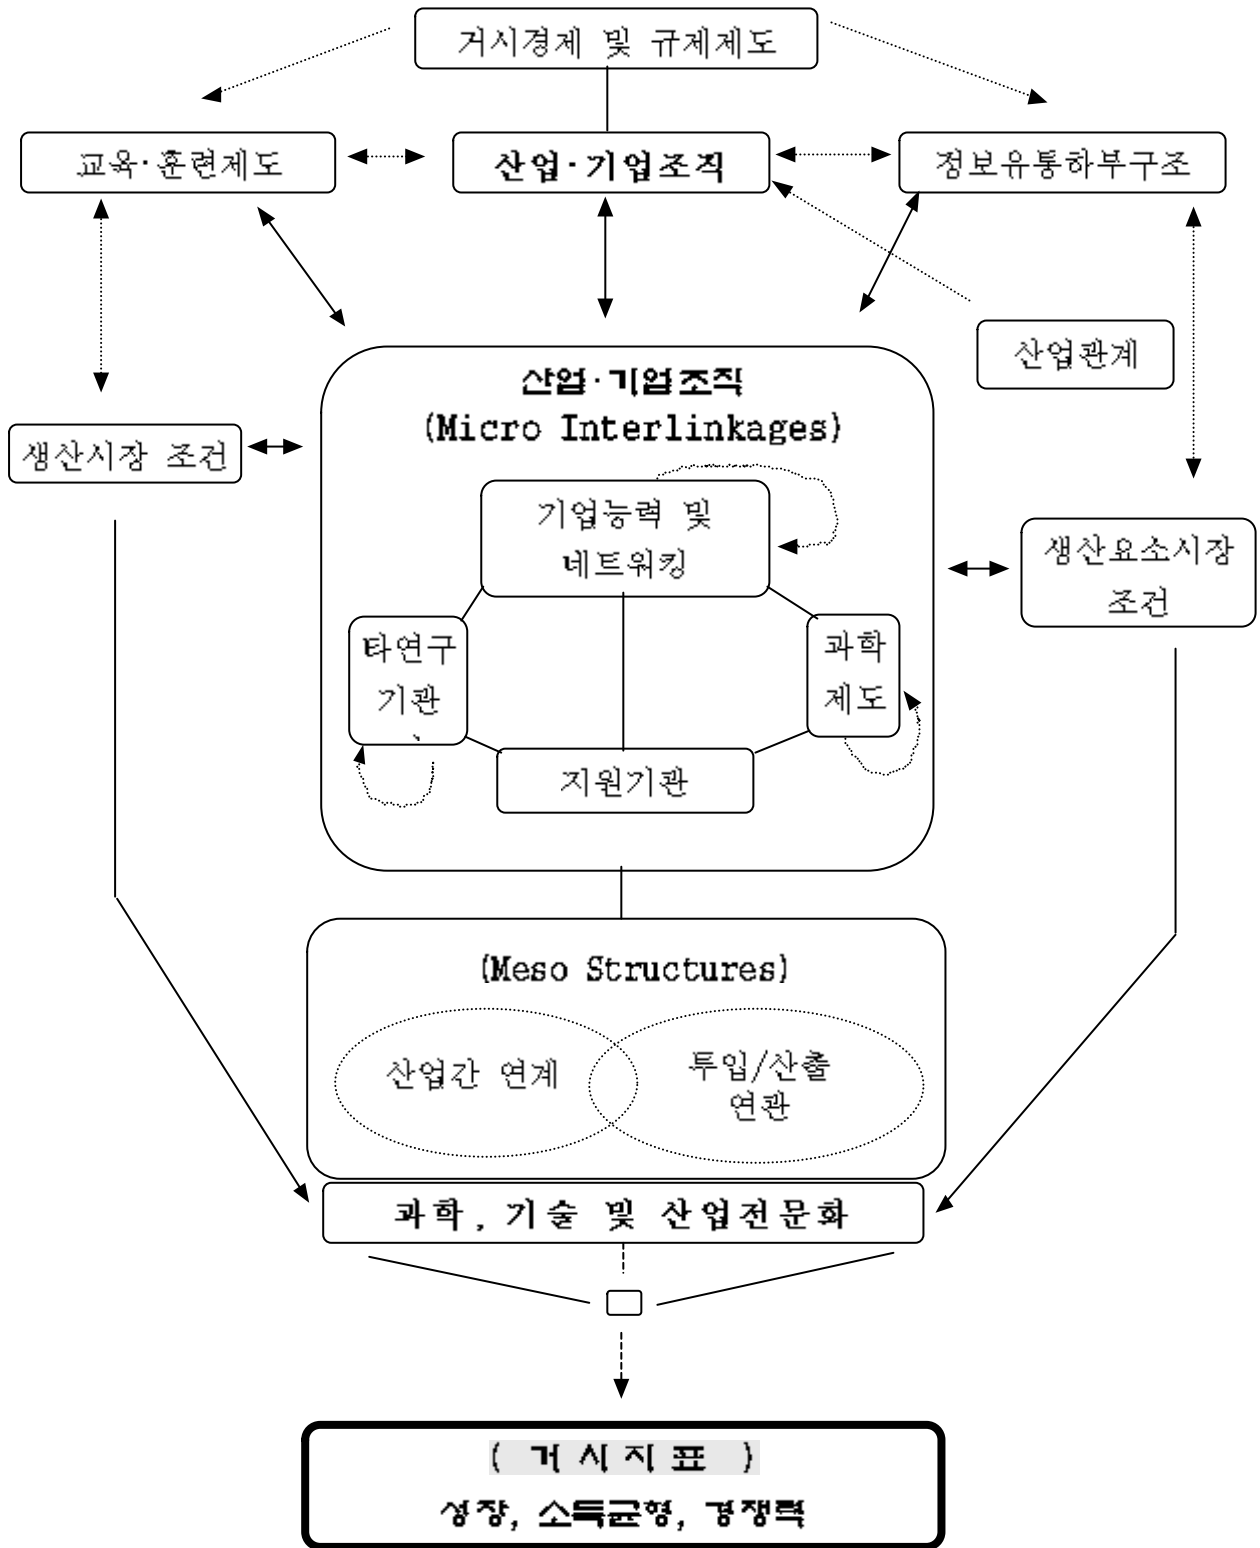 거시경제 및 규제제도
교육·훈련제도
산업·기업조직
정보유통하부구조
산업관계
산업·기업조직
(Micro Interlinkages)
생산시장 조건
기업능력 및
네트워킹
생산요소시장
조건
타연구
기관
과학
제도
지원기관
(Meso Structures)
산업간 연계
투입/산출
연관
과학, 기술 및 산업전문화
( 거시지표 )
성장, 소득균형, 경쟁력